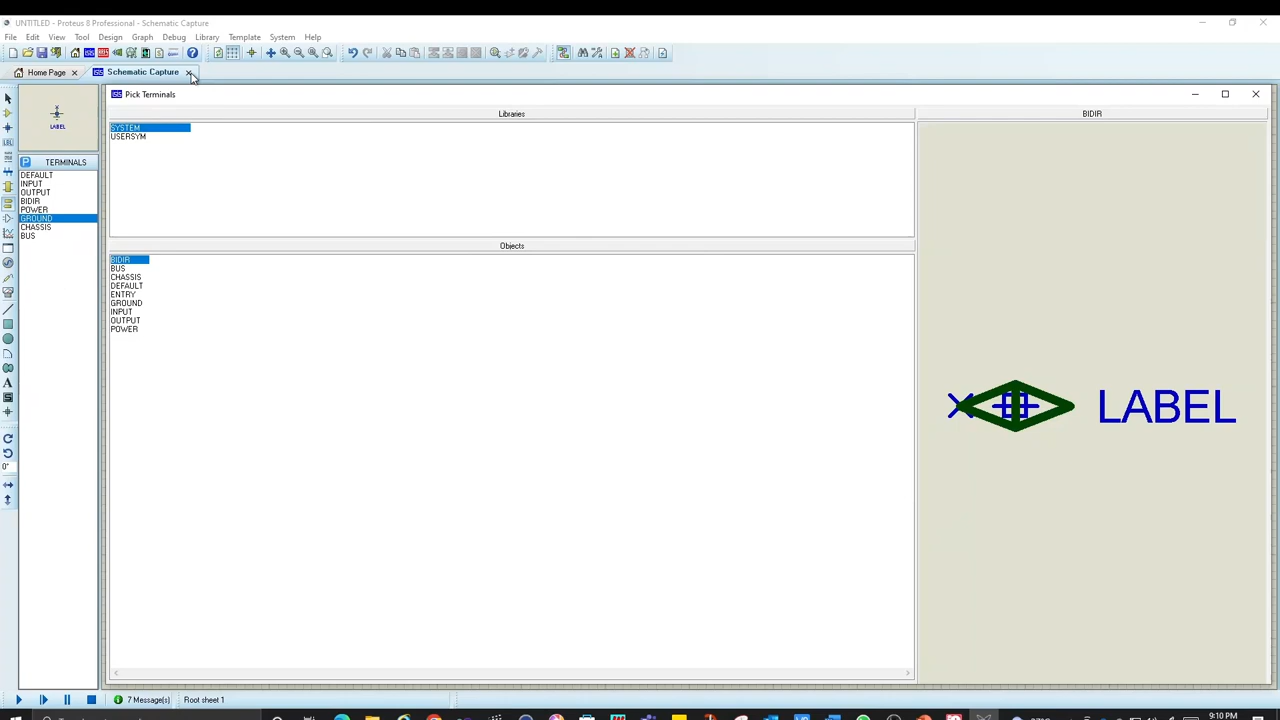 UNTITLED - Proteus 8 Professional - Schematic Capture
File Edit View Tool Design Graph Debug Library Template System Help
Home Page Schematic Capture
LABEL
P TERMINALS
DEFAULT
INPUT
OUTPUT
BIDIR
POWER
GROUND
CHASSIS
BUS
LBL
A
0°
ISIS Pick Terminals
Libraries
SYSTEM
USERSYM
Objects
BIDIR
BUS
CHASSIS
DEFAULT
ENTRY
GROUND
INPUT
OUTPUT
POWER
BIDIR
LABEL
7 Message(s) Root sheet 1
9:10 PM